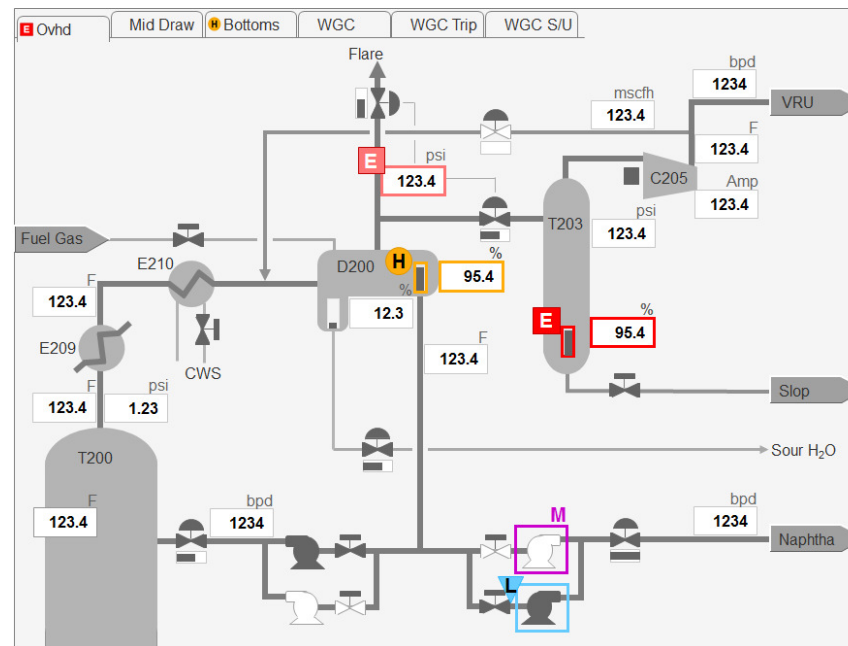 E Ovhd
Mid Draw
H Bottoms
WGC
WGC Trip
WGC S/U
Flare
bpd
1234
VRU
mscfh
123.4
F
123.4
E
psi
123.4
C205
Amp
123.4
T203
psi
123.4
Fuel Gas
E210
D200
H
%
95.4
F
123.4
%
12.3
E
%
95.4
E209
F
123.4
CWS
F
123.4
psi
1.23
Slop
T200
Sour H₂O
F
123.4
bpd
1234
M
bpd
1234
Naphtha
L